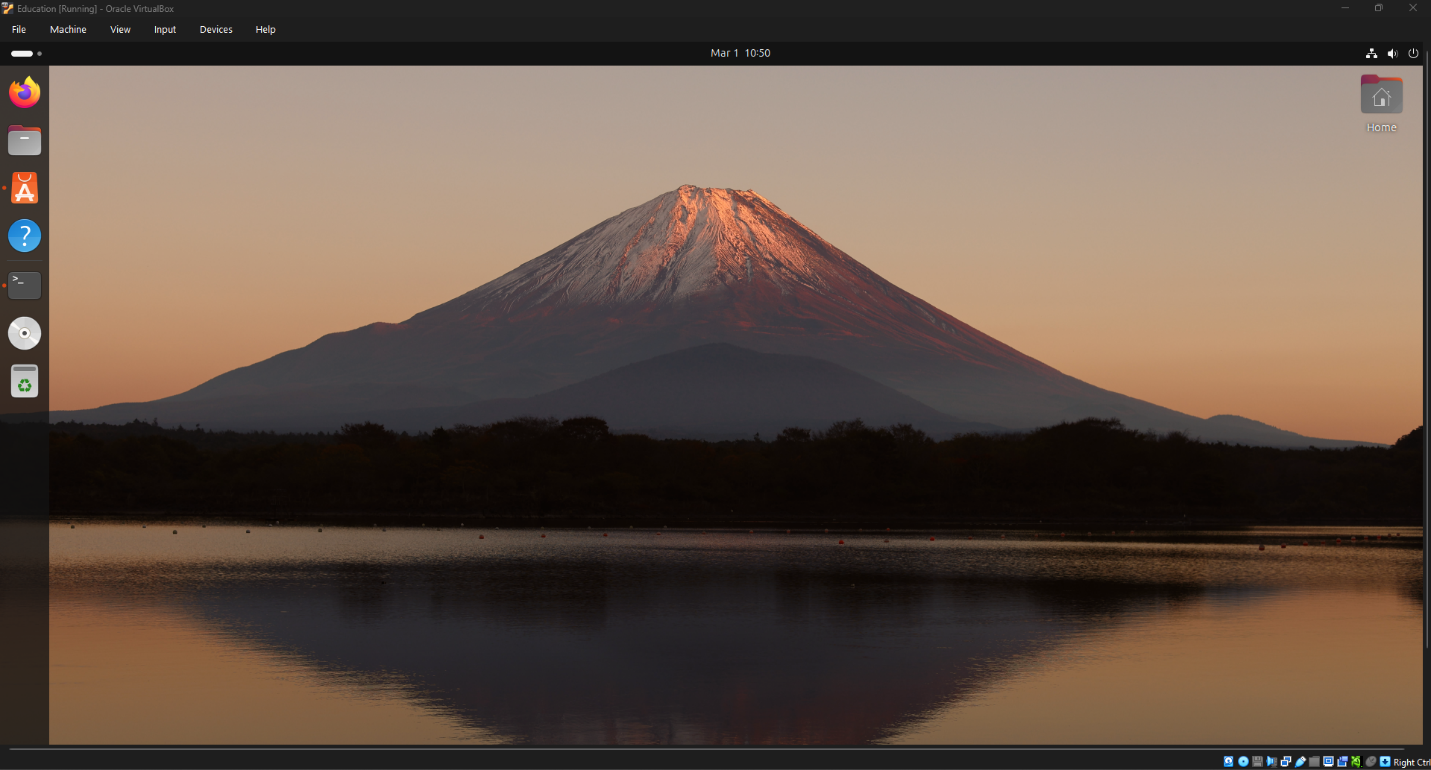 Education [Running] - Oracle VirtualBox
File Machine View Input Devices Help
Mar 1 10:50
Home
>_
Right Ctrl